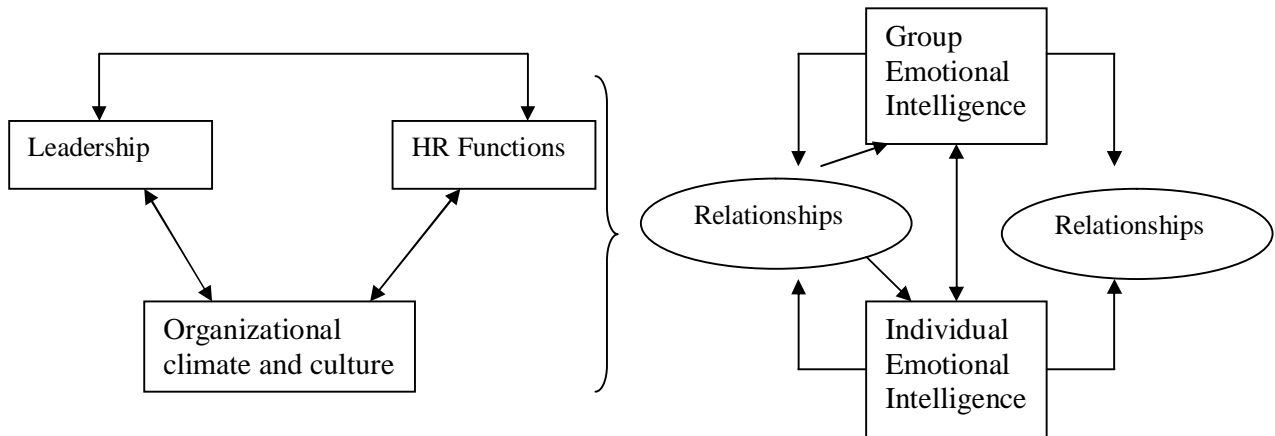 Leadership
HR Functions
Organizational
climate and culture
Group
Emotional
Intelligence
Relationships
Relationships
Individual
Emotional
Intelligence